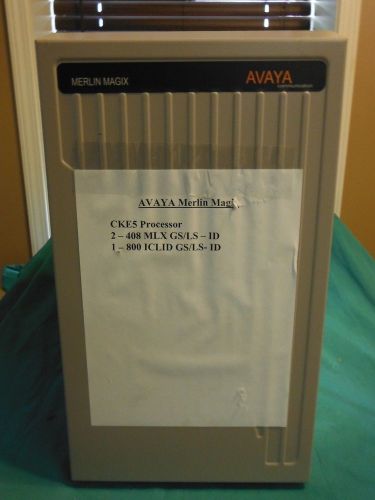 MERLIN MAGIX
AVAYA
communication
AVAYA Merlin Magi
CKE5 Processor
2 – 408 MLX GS/LS – ID
1 – 800 ICLID GS/LS- ID